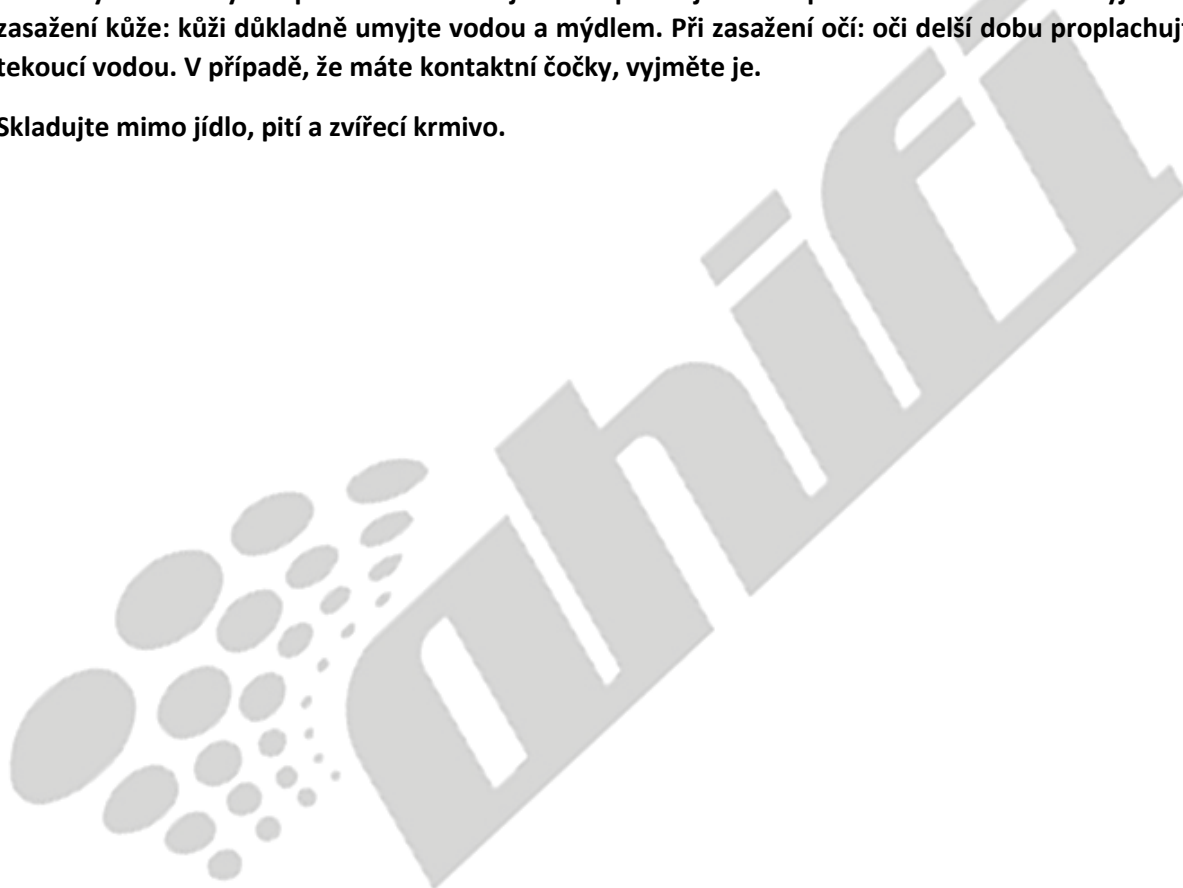 zasažení kůže: kůži důkladně umyjte vodou a mýdlem. Při zasažení očí: oči delší dobu proplachujt
tekoucí vodou. V případě, že máte kontaktní čočky, vyjměte je.
Skladujte mimo jídlo, pití a zvířecí krmivo.
ahifi